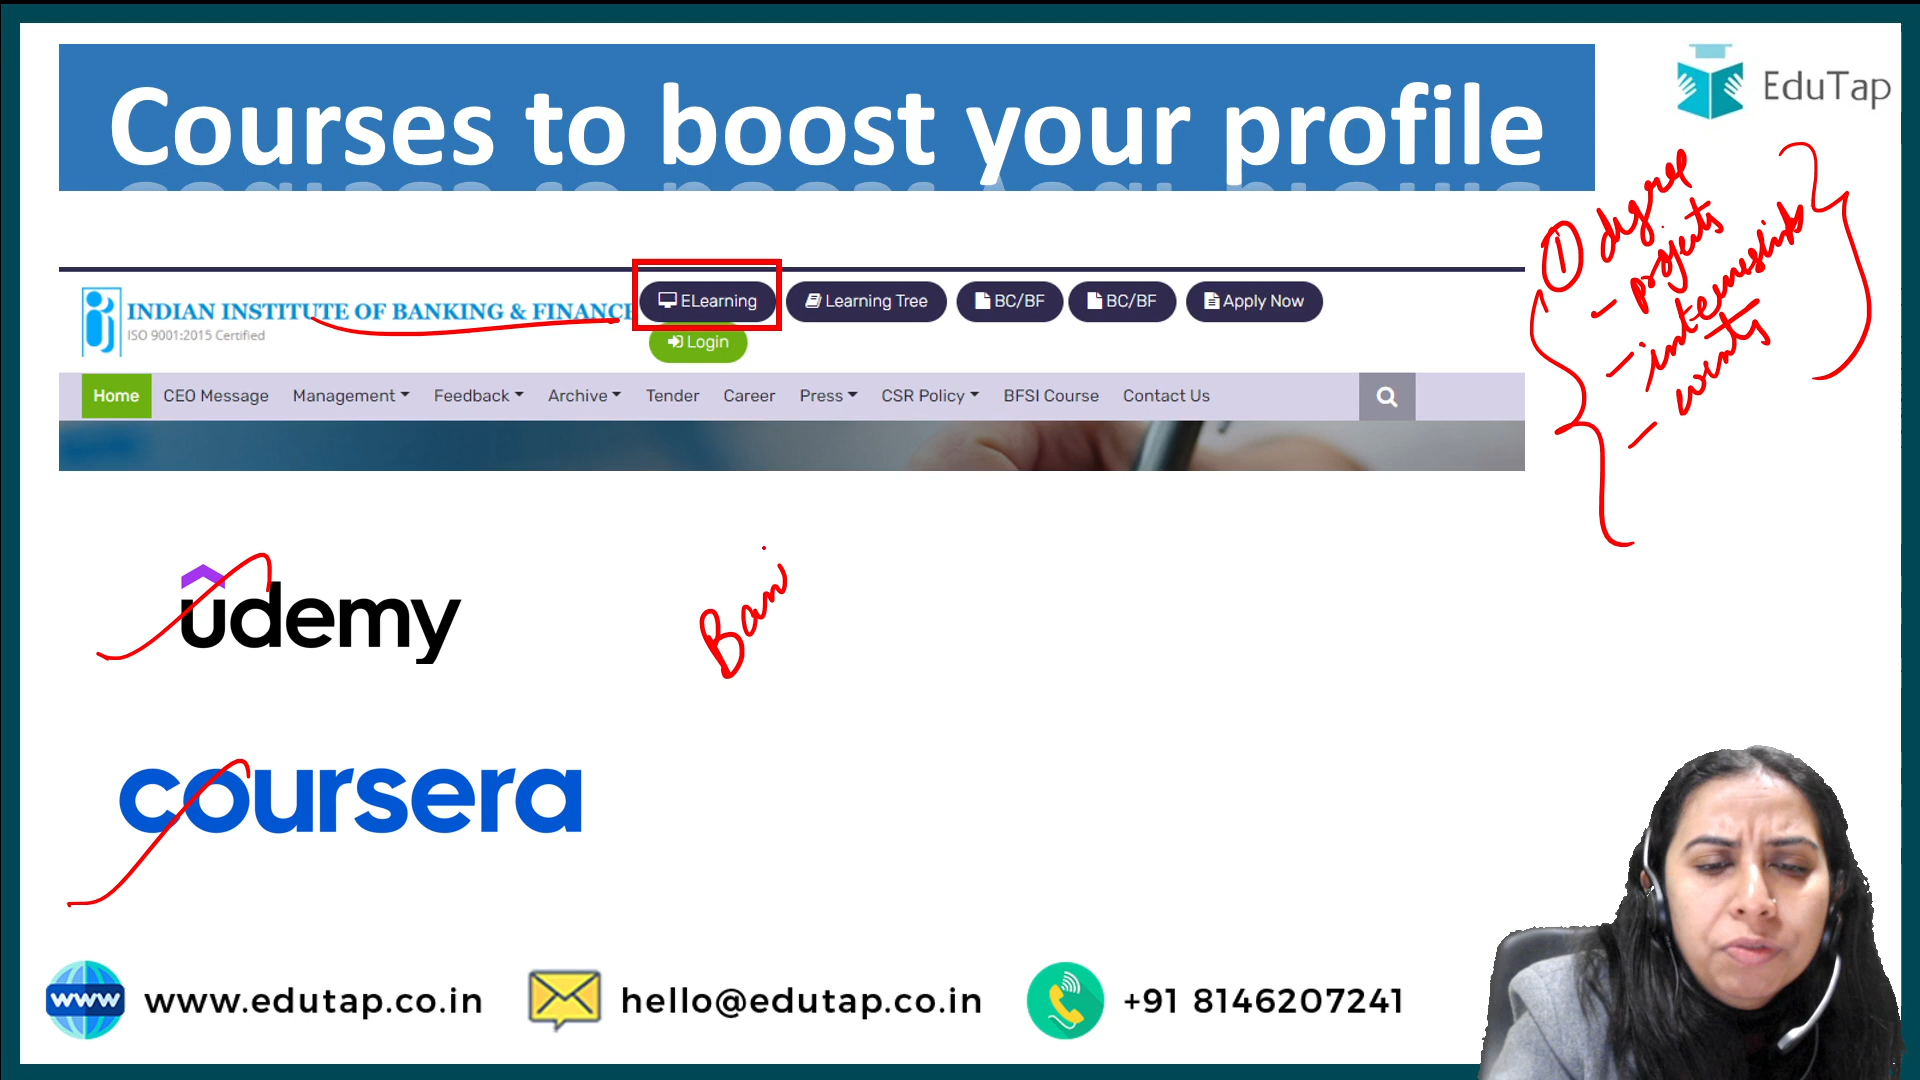 Courses to boost your profile
EduTap
① degree
- projects
- internships
- events
INDIAN INSTITUTE OF BANKING & FINANCE
ISO 9001:2015 Certified
ELearning
Learning Tree
BC/BF
BC/BF
Apply Now
Login
Home CEO Message Management Feedback Archive Tender Career Press CSR Policy BFSI Course Contact Us
udemy
Ban
coursera
www www.edutap.co.in hello@edutap.co.in +91 8146207241